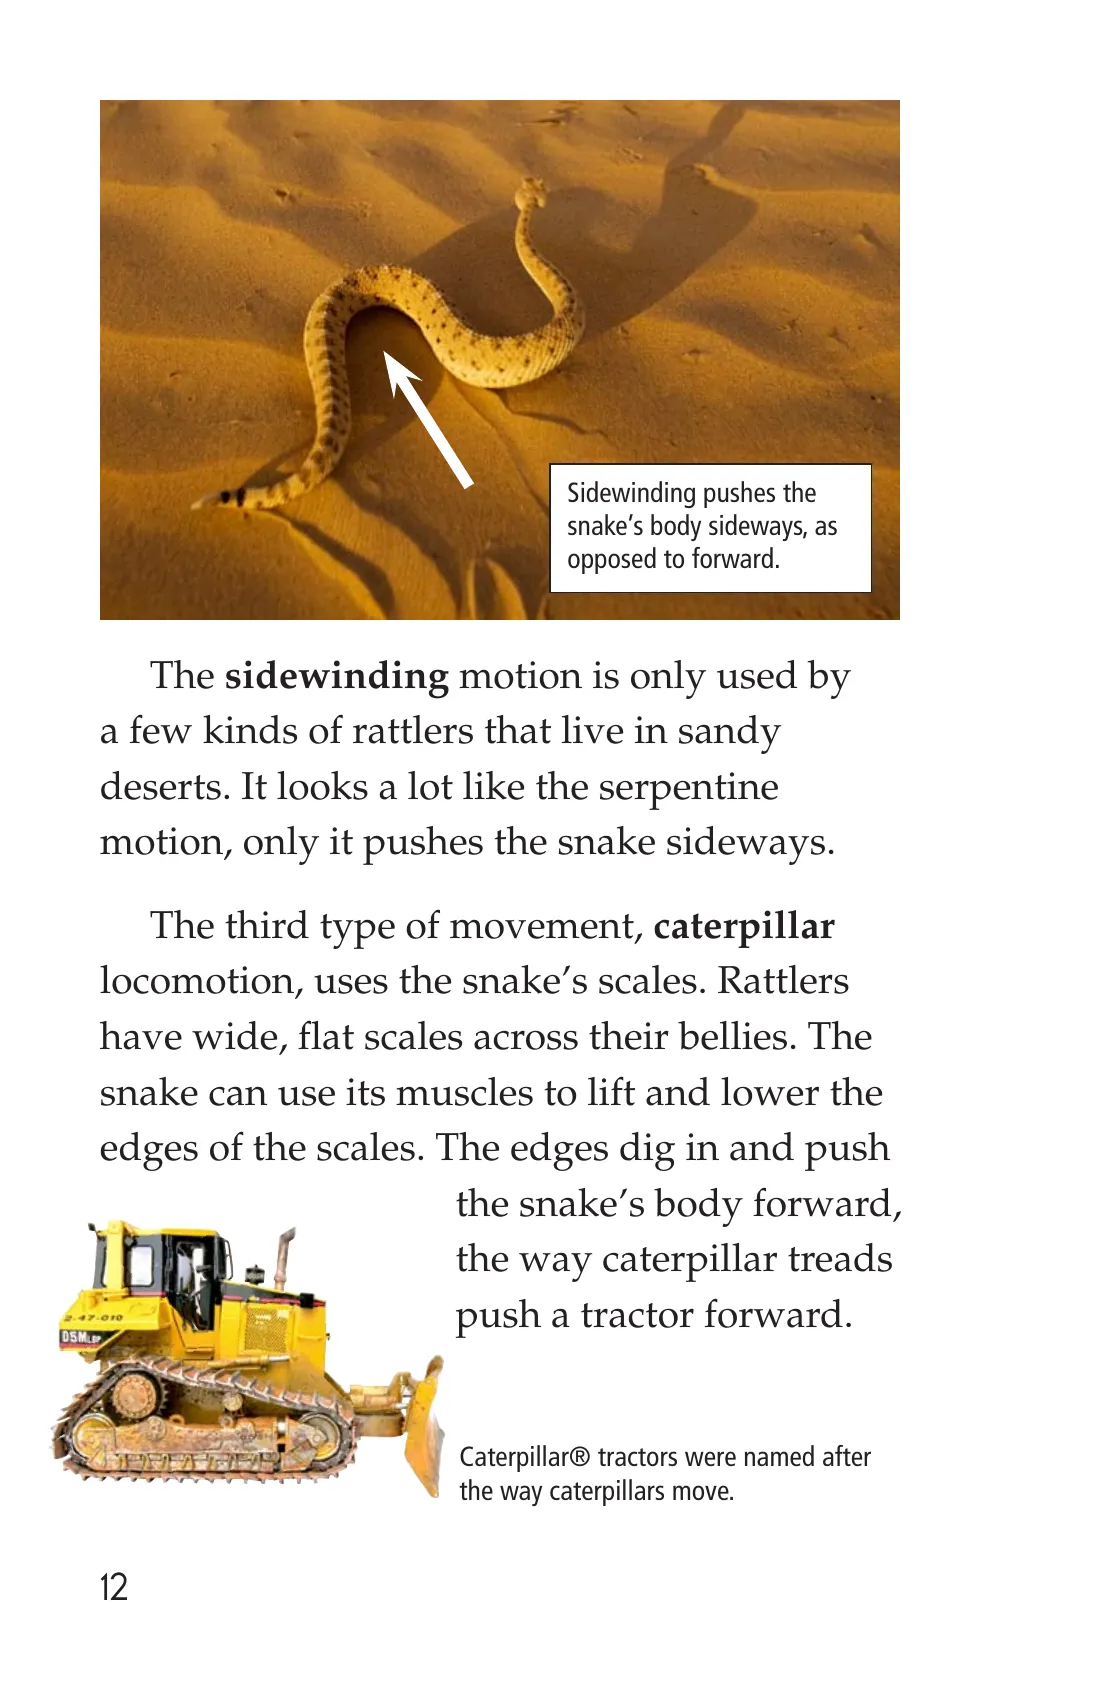 Sidewinding pushes the
snake's body sideways, as
opposed to forward.
The sidewinding motion is only used by
a few kinds of rattlers that live in sandy
deserts. It looks a lot like the serpentine
motion, only it pushes the snake sideways.
The third type of movement, caterpillar
locomotion, uses the snake's scales. Rattlers
have wide, flat scales across their bellies. The
snake can use its muscles to lift and lower the
edges of the scales. The edges dig in and push
the snake's body forward,
the way caterpillar treads
push a tractor forward.
2-47-010
D5M LGP
Caterpillar® tractors were named after
the way caterpillars move.
12